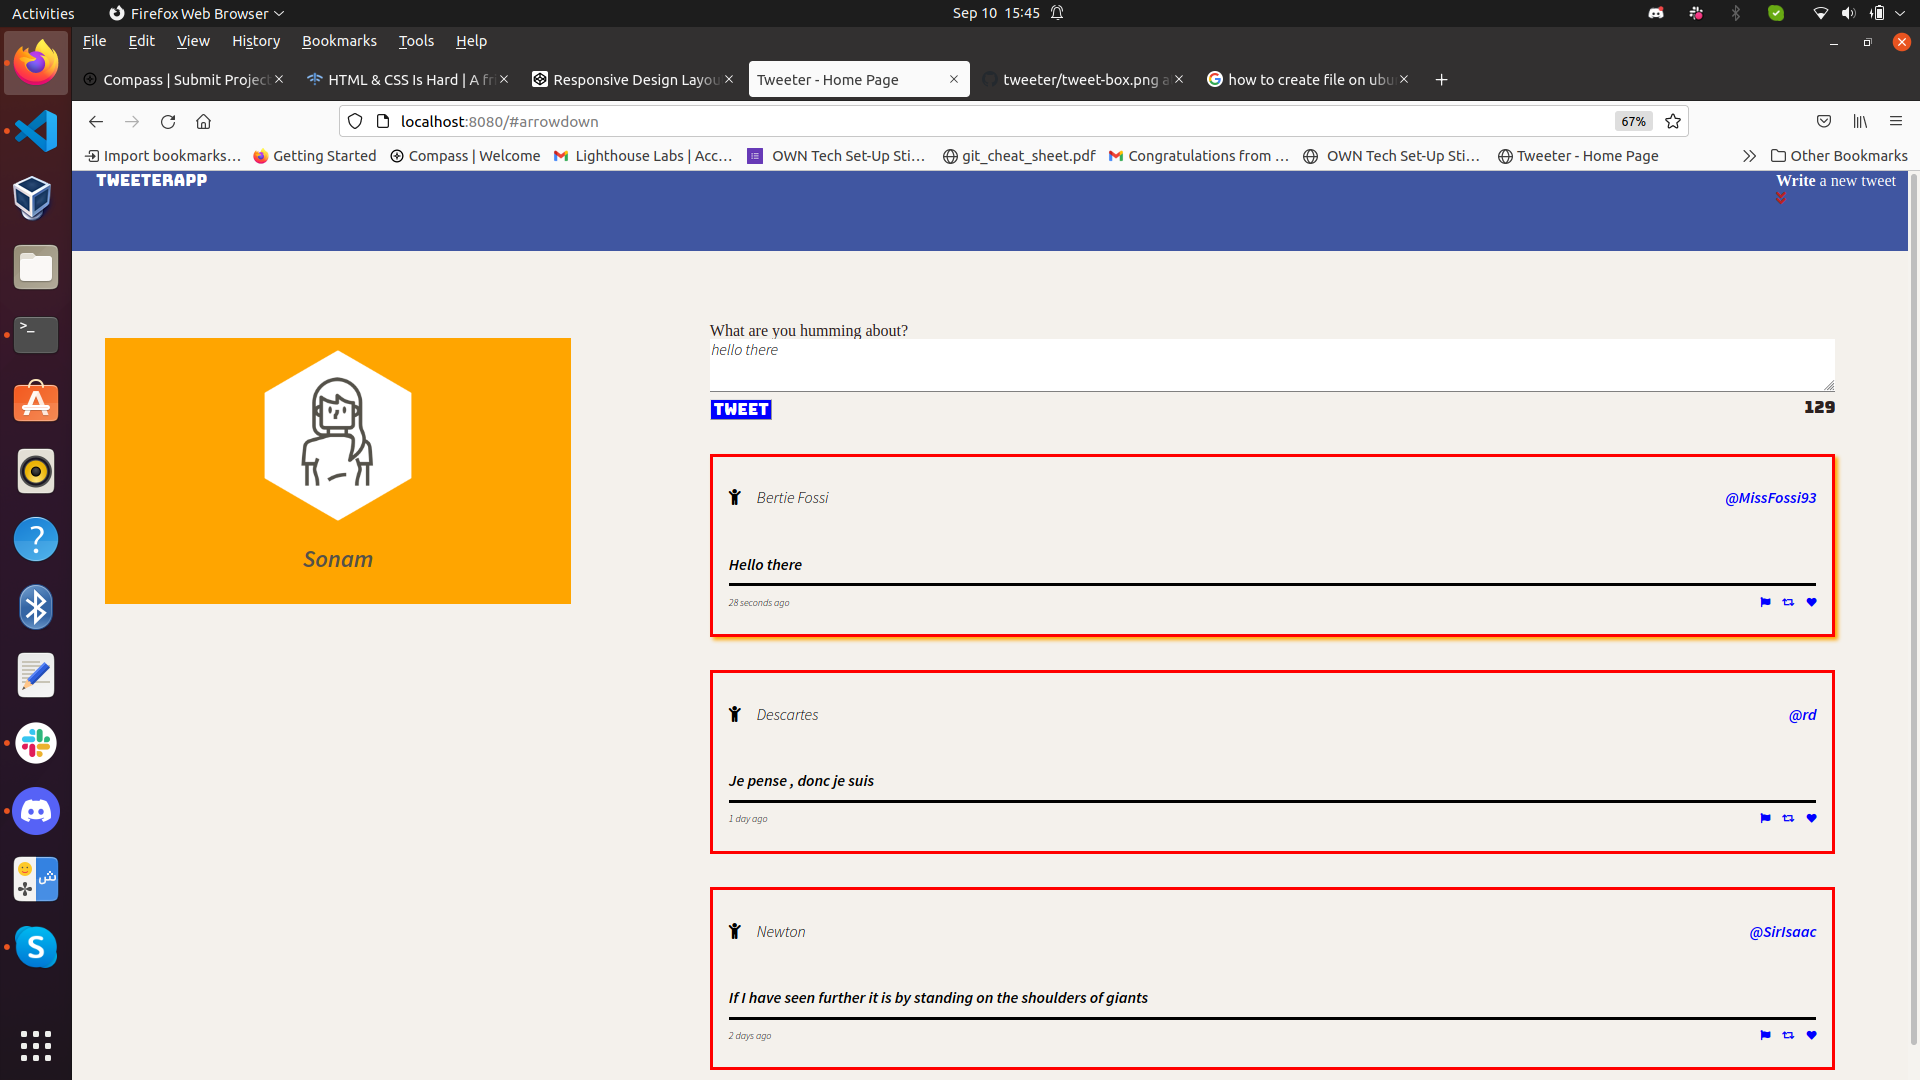 Activities Firefox Web Browser Sep 10 15:45
File Edit View History Bookmarks Tools Help
Compass | Submit Project HTML & CSS Is Hard | A fr Responsive Design Layou Tweeter - Home Page tweeter/tweet-box.png a how to create file on ubu
localhost:8080/#arrowdown 67%
Import bookmarks... Getting Started Compass | Welcome Lighthouse Labs | Acc... OWN Tech Set-Up Sti... git_cheat_sheet.pdf Congratulations from ... OWN Tech Set-Up Sti... Tweeter - Home Page Other Bookmarks
TWEETERAPP Write a new tweet
What are you humming about?
hello there
TWEET 129
Sonam
Bertie Fossi @MissFossi93
Hello there
28 seconds ago
Descartes @rd
Je pense , donc je suis
1 day ago
Newton @SirIsaac
If I have seen further it is by standing on the shoulders of giants
2 days ago